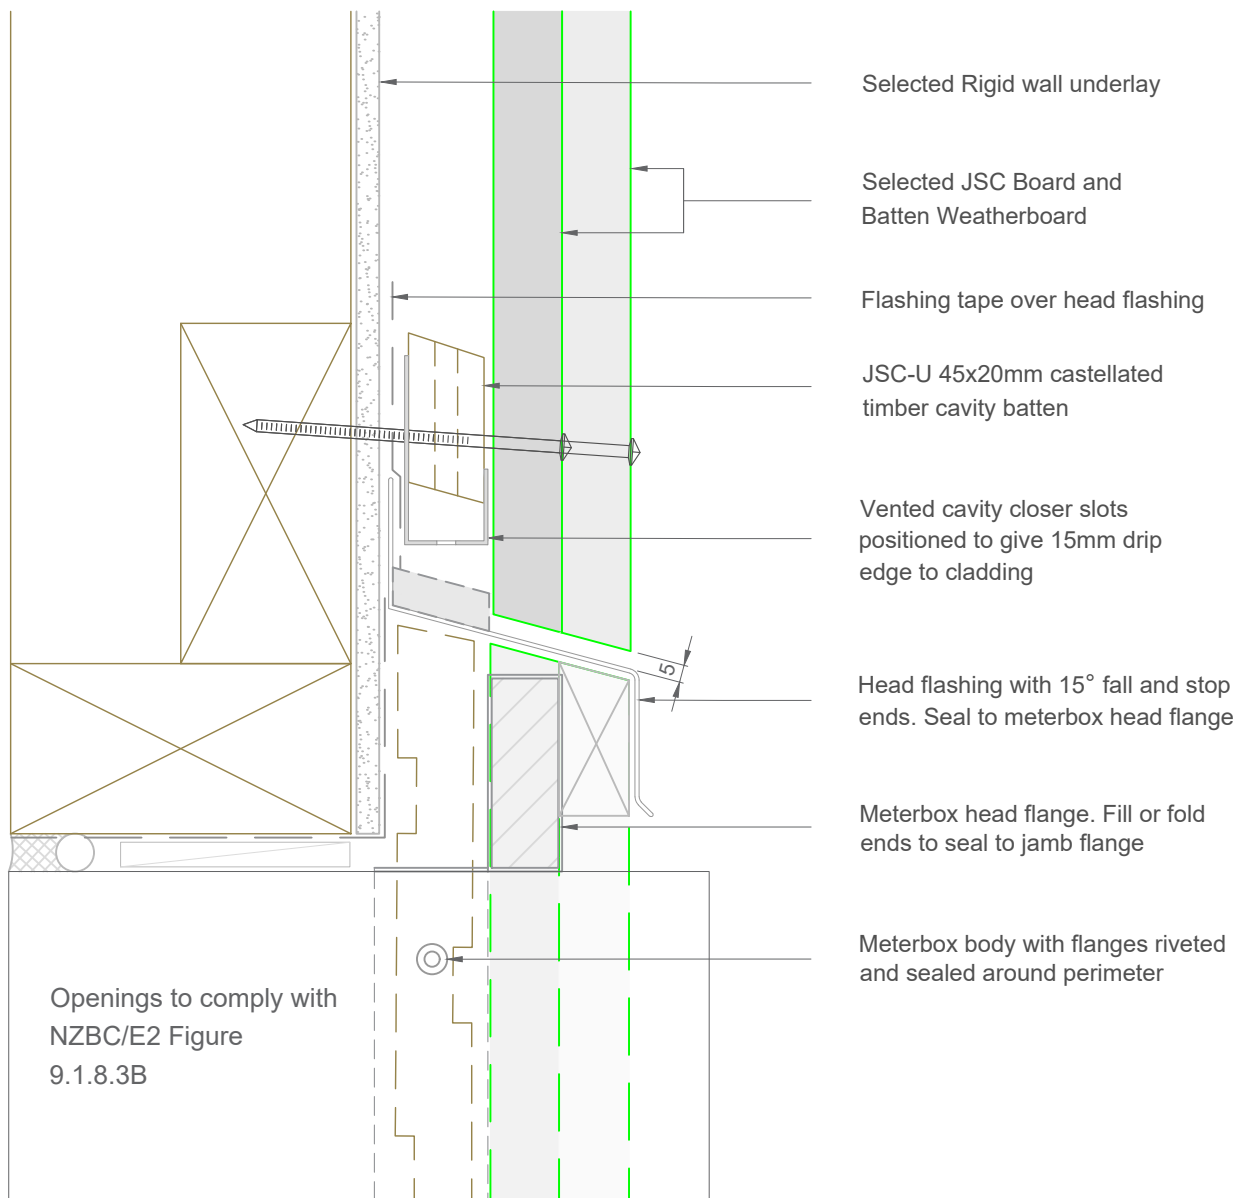 Selected Rigid wall underlay
Selected JSC Board and
Batten Weatherboard
Flashing tape over head flashing
JSC-U 45x20mm castellated
timber cavity batten
Vented cavity closer slots
positioned to give 15mm drip
edge to cladding
5
Head flashing with 15° fall and stop
ends. Seal to meterbox head flange
Meterbox head flange. Fill or fold
ends to seal to jamb flange
Meterbox body with flanges riveted
and sealed around perimeter
Openings to comply with
NZBC/E2 Figure
9.1.8.3B